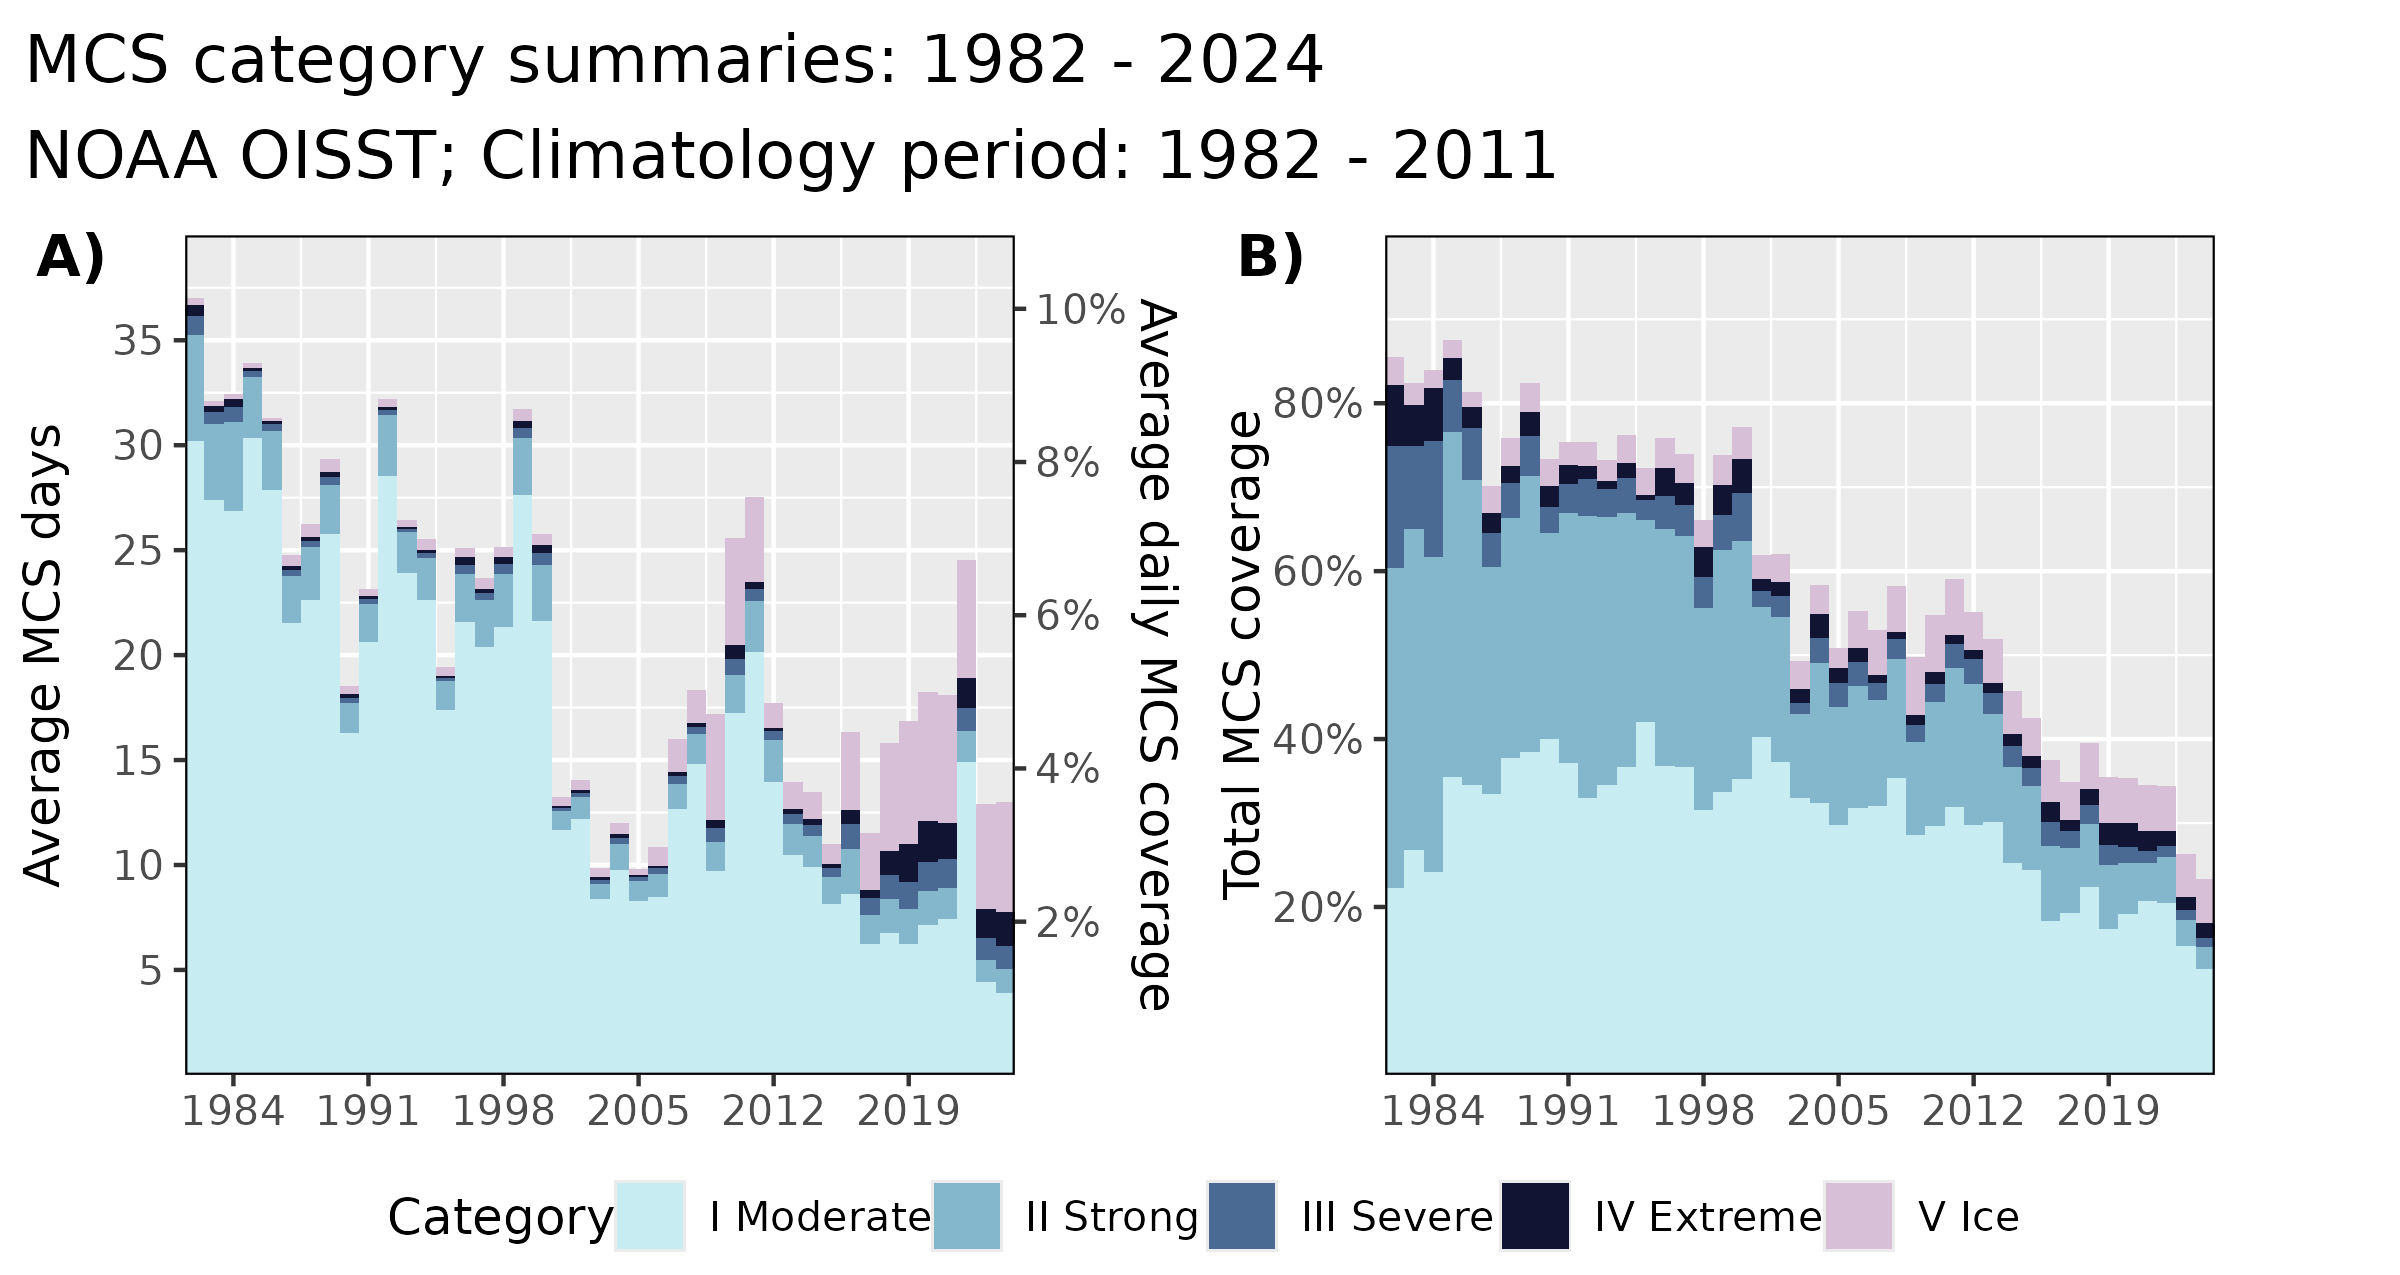 MCS category summaries: 1982 - 2024
NOAA OISST; Climatology period: 1982 - 2011
A)
Average MCS days
35
30
25
20
15
10
5
1984 1991 1998 2005 2012 2019
10%
8%
6%
4%
2%
Average daily MCS coverage
B)
Total MCS coverage
80%
60%
40%
20%
1984 1991 1998 2005 2012 2019
Category I Moderate II Strong III Severe IV Extreme V Ice